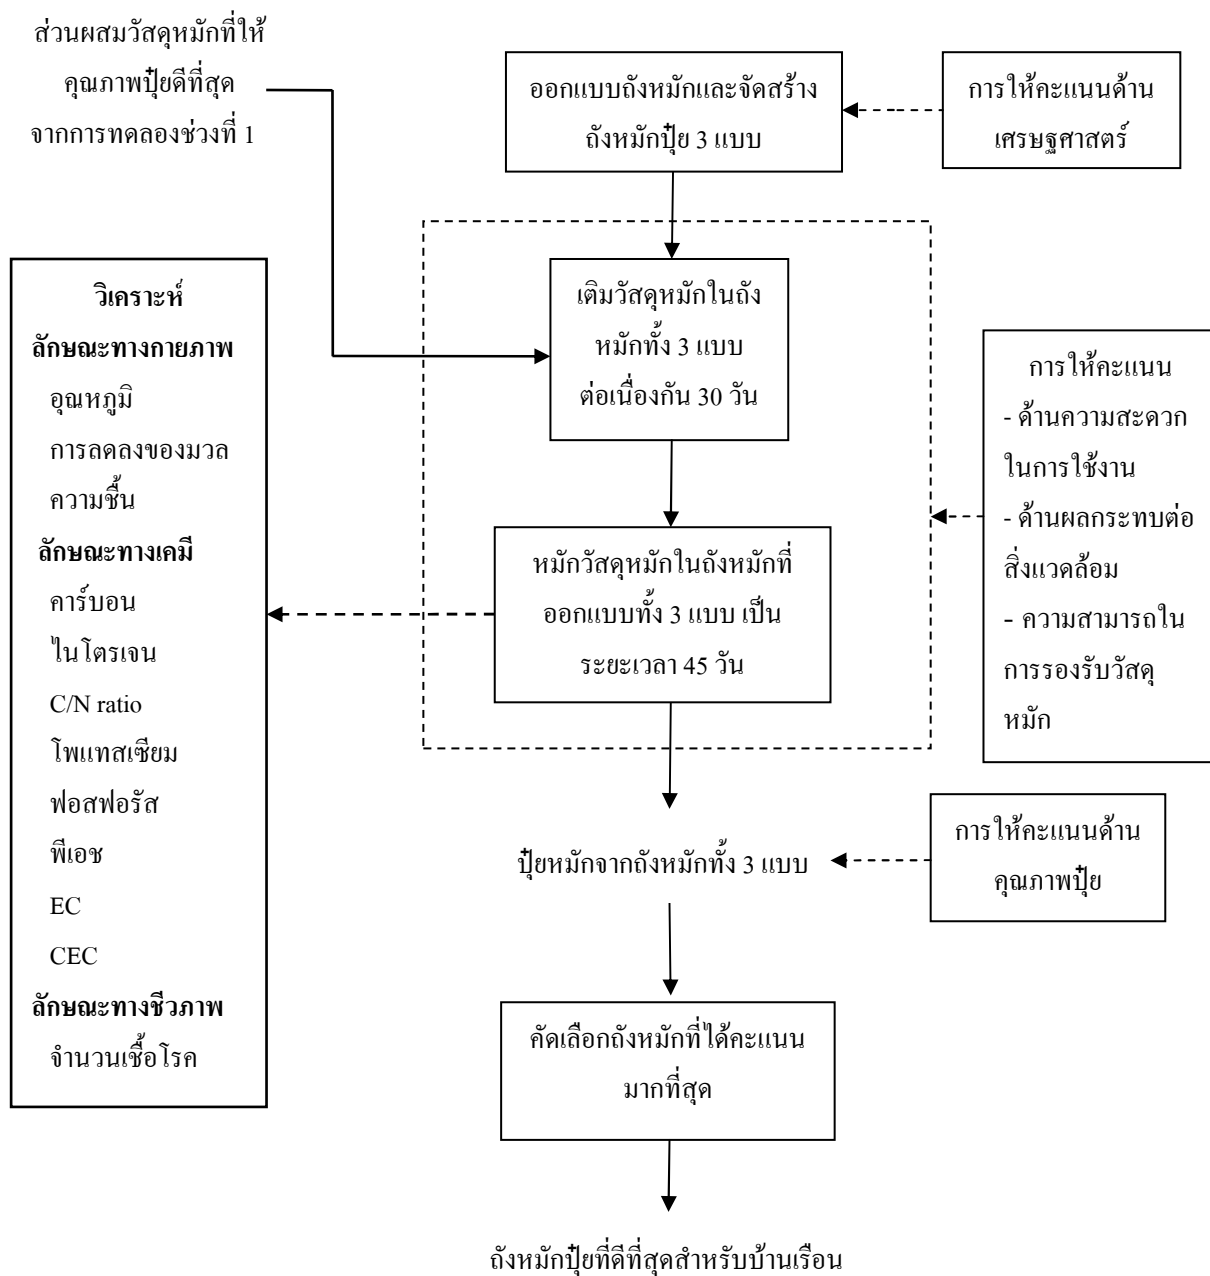 ส่วนผสมวัสดุหมักที่ให้
คุณภาพปุ๋ยดีที่สุด
จากการทดลองช่วงที่ 1
ออกแบบถังหมักและจัดสร้าง
ถังหมักปุ๋ย 3 แบบ
การให้คะแนนด้าน
เศรษฐศาสตร์
เติมวัสดุหมักในถัง
หมักทั้ง 3 แบบ
ต่อเนื่องกัน 30 วัน
วิเคราะห์
ลักษณะทางกายภาพ
อุณหภูมิ
การลดลงของมวล
ความชื้น
ลักษณะทางเคมี
คาร์บอน
ไนโตรเจน
C/N ratio
โพแทสเซียม
ฟอสฟอรัส
พีเอช
EC
CEC
ลักษณะทางชีวภาพ
จำนวนเชื้อโรค
การให้คะแนน
- ด้านความสะดวก
ในการใช้งาน
- ด้านผลกระทบต่อ
สิ่งแวดล้อม
- ความสามารถใน
การรองรับวัสดุ
หมัก
หมักวัสดุหมักในถังหมักที่
ออกแบบทั้ง 3 แบบ เป็น
ระยะเวลา 45 วัน
ปุ๋ยหมักจากถังหมักทั้ง 3 แบบ
การให้คะแนนด้าน
คุณภาพปุ๋ย
คัดเลือกถังหมักที่ได้คะแนน
มากที่สุด
ถังหมักปุ๋ยที่ดีที่สุดสำหรับบ้านเรือน